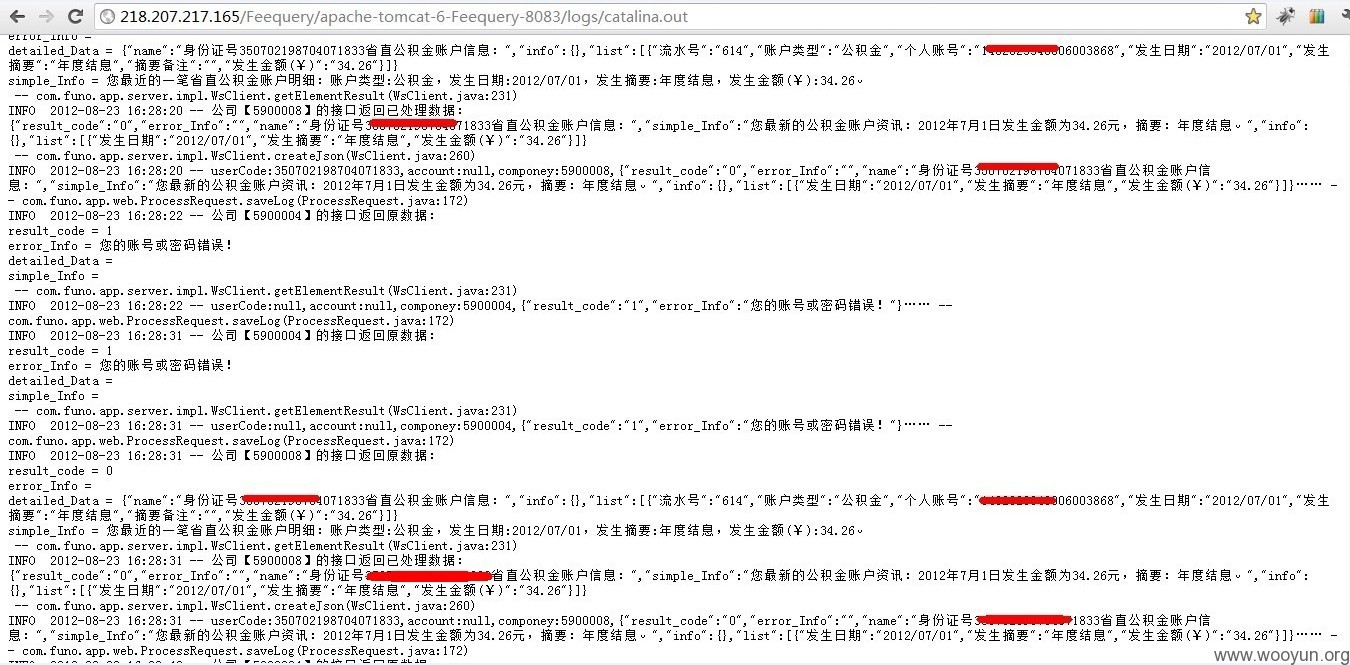 218.207.217.165/Feequery/apache-tomcat-6-Feequery-8083/logs/catalina.out
error_Info =
detailed_Data = {"name":"身份证号350702198704071833省直公积金账户信息：","info":{},"list":[{"流水号":"614","账户类型":"公积金","个人账号":"06003868","发生日期":"2012/07/01","发生
摘要":"年度结息","摘要备注":"","发生金额(￥)":"34.26"}]}
simple_Info = 您最近的一笔省直公积金账户明细：账户类型:公积金，发生日期:2012/07/01，发生摘要:年度结息，发生金额(￥):34.26。
-- com.funo.app.server.impl.WsClient.getElementResult(WsClient.java:231)
INFO 2012-08-23 16:28:20 -- 公司【5900008】的接口返回已处理数据：
{"result_code":"0","error_Info":"","name":"身份证号1833省直公积金账户信息：","simple_Info":"您最新的公积金账户资讯：2012年7月1日发生金额为34.26元，摘要：年度结息。","info":
{},"list":[{"发生日期":"2012/07/01","发生摘要":"年度结息","发生金额(￥)":"34.26"}]}
-- com.funo.app.server.impl.WsClient.createJson(WsClient.java:260)
INFO 2012-08-23 16:28:20 -- userCode:350702198704071833,account:null,componey:5900008,{"result_code":"0","error_Info":"","name":"身份证号071833省直公积金账户信
息：","simple_Info":"您最新的公积金账户资讯：2012年7月1日发生金额为34.26元，摘要：年度结息。","info":{},"list":[{"发生日期":"2012/07/01","发生摘要":"年度结息","发生金额(￥)":"34.26"}]}…… -
- com.funo.app.web.ProcessRequest.saveLog(ProcessRequest.java:172)
INFO 2012-08-23 16:28:22 -- 公司【5900004】的接口返回原数据：
result_code = 1
error_Info = 您的账号或密码错误！
detailed_Data =
simple_Info =
-- com.funo.app.server.impl.WsClient.getElementResult(WsClient.java:231)
INFO 2012-08-23 16:28:22 -- userCode:null,account:null,componey:5900004,{"result_code":"1","error_Info":"您的账号或密码错误！"}…… --
com.funo.app.web.ProcessRequest.saveLog(ProcessRequest.java:172)
INFO 2012-08-23 16:28:31 -- 公司【5900004】的接口返回原数据：
result_code = 1
error_Info = 您的账号或密码错误！
detailed_Data =
simple_Info =
-- com.funo.app.server.impl.WsClient.getElementResult(WsClient.java:231)
INFO 2012-08-23 16:28:31 -- userCode:null,account:null,componey:5900004,{"result_code":"1","error_Info":"您的账号或密码错误！"}…… --
com.funo.app.web.ProcessRequest.saveLog(ProcessRequest.java:172)
INFO 2012-08-23 16:28:31 -- 公司【5900008】的接口返回原数据：
result_code = 0
error_Info =
detailed_Data = {"name":"身份证号071833省直公积金账户信息：","info":{},"list":[{"流水号":"614","账户类型":"公积金","个人账号":"06003868","发生日期":"2012/07/01","发生
摘要":"年度结息","摘要备注":"","发生金额(￥)":"34.26"}]}
simple_Info = 您最近的一笔省直公积金账户明细：账户类型:公积金，发生日期:2012/07/01，发生摘要:年度结息，发生金额(￥):34.26。
-- com.funo.app.server.impl.WsClient.getElementResult(WsClient.java:231)
INFO 2012-08-23 16:28:31 -- 公司【5900008】的接口返回已处理数据：
{"result_code":"0","error_Info":"","name":"身份证号省直公积金账户信息：","simple_Info":"您最新的公积金账户资讯：2012年7月1日发生金额为34.26元，摘要：年度结息。","info":
{},"list":[{"发生日期":"2012/07/01","发生摘要":"年度结息","发生金额(￥)":"34.26"}]}
-- com.funo.app.server.impl.WsClient.createJson(WsClient.java:260)
INFO 2012-08-23 16:28:31 -- userCode:350702198704071833,account:null,componey:5900008,{"result_code":"0","error_Info":"","name":"身份证号071833省直公积金账户信
息：","simple_Info":"您最新的公积金账户资讯：2012年7月1日发生金额为34.26元，摘要：年度结息。","info":{},"list":[{"发生日期":"2012/07/01","发生摘要":"年度结息","发生金额(￥)":"34.26"}]}…… -
- com.funo.app.web.ProcessRequest.saveLog(ProcessRequest.java:172)
www.wooyun.org